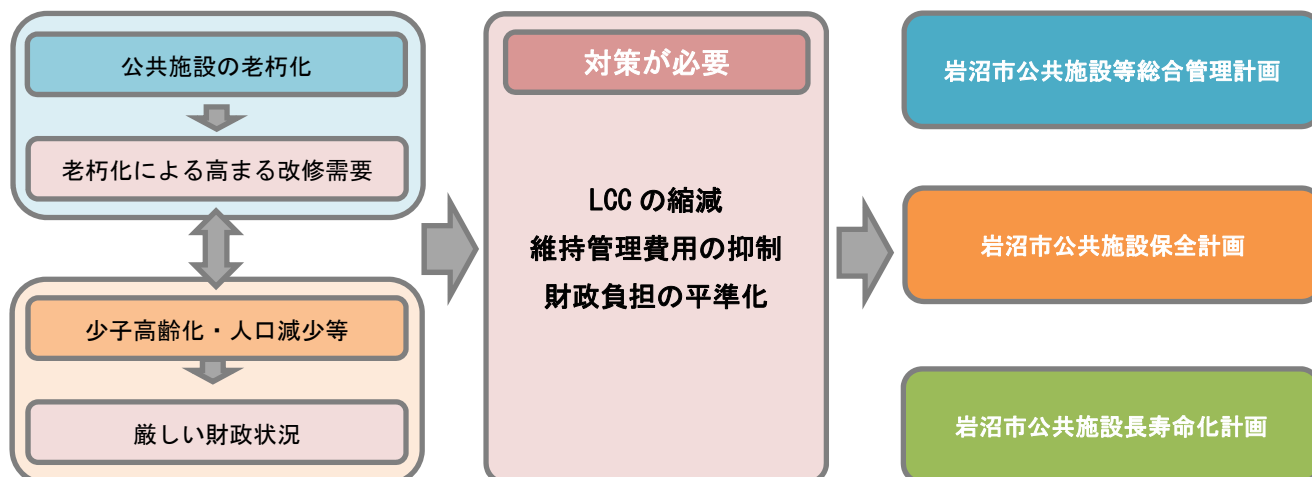 公共施設の老朽化
老朽化による高まる改修需要
少子高齢化・人口減少等
厳しい財政状況
対策が必要
LCC の縮減
維持管理費用の抑制
財政負担の平準化
岩沼市公共施設等総合管理計画
岩沼市公共施設保全計画
岩沼市公共施設長寿命化計画